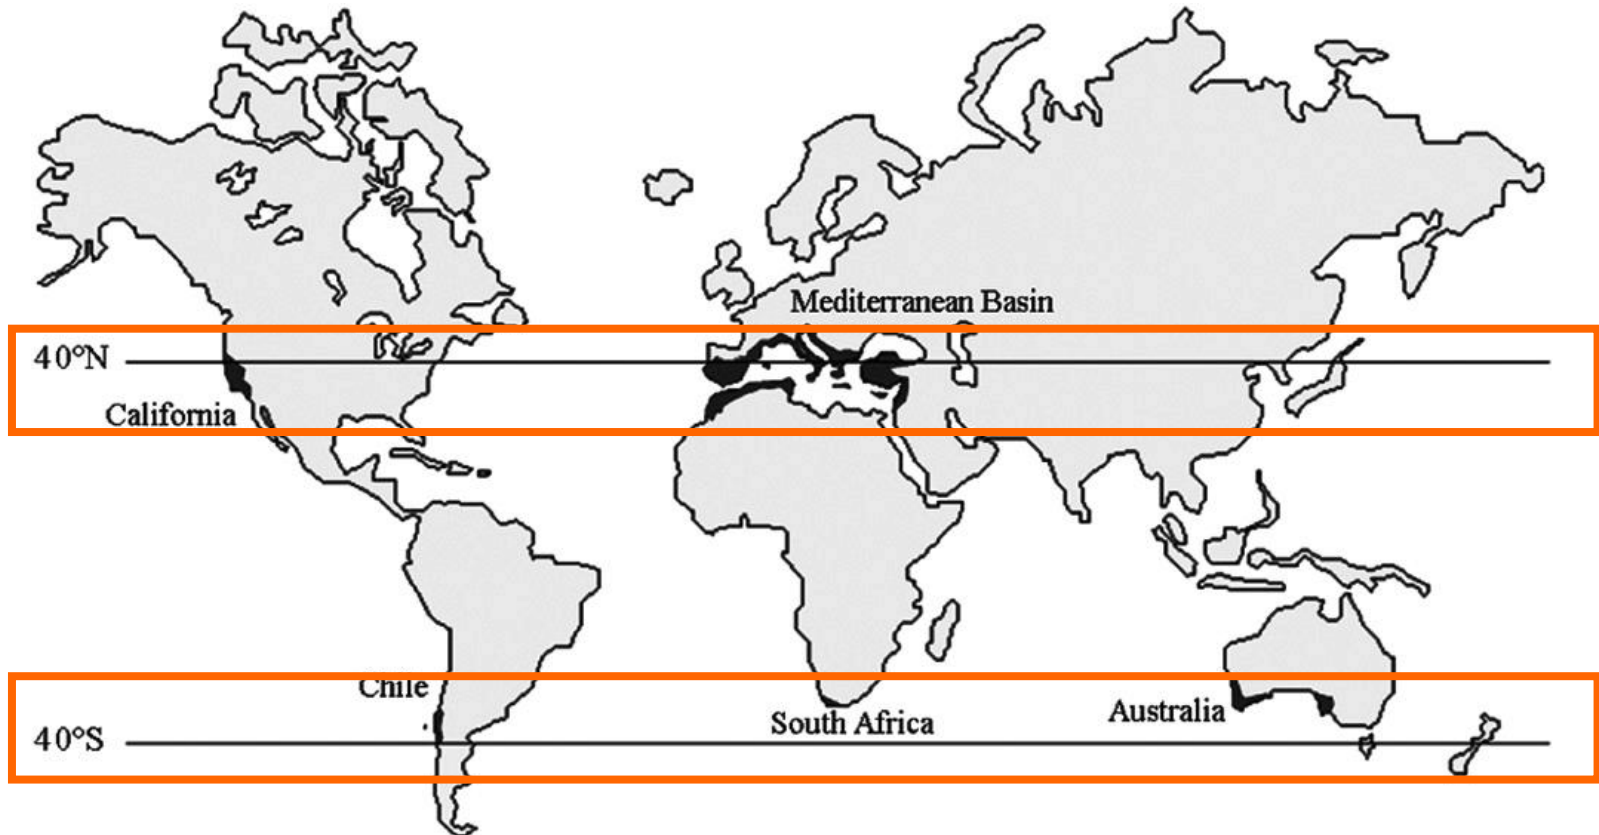 Mediterranean Basin
40°N
California
Chile
South Africa
Australia
40°S